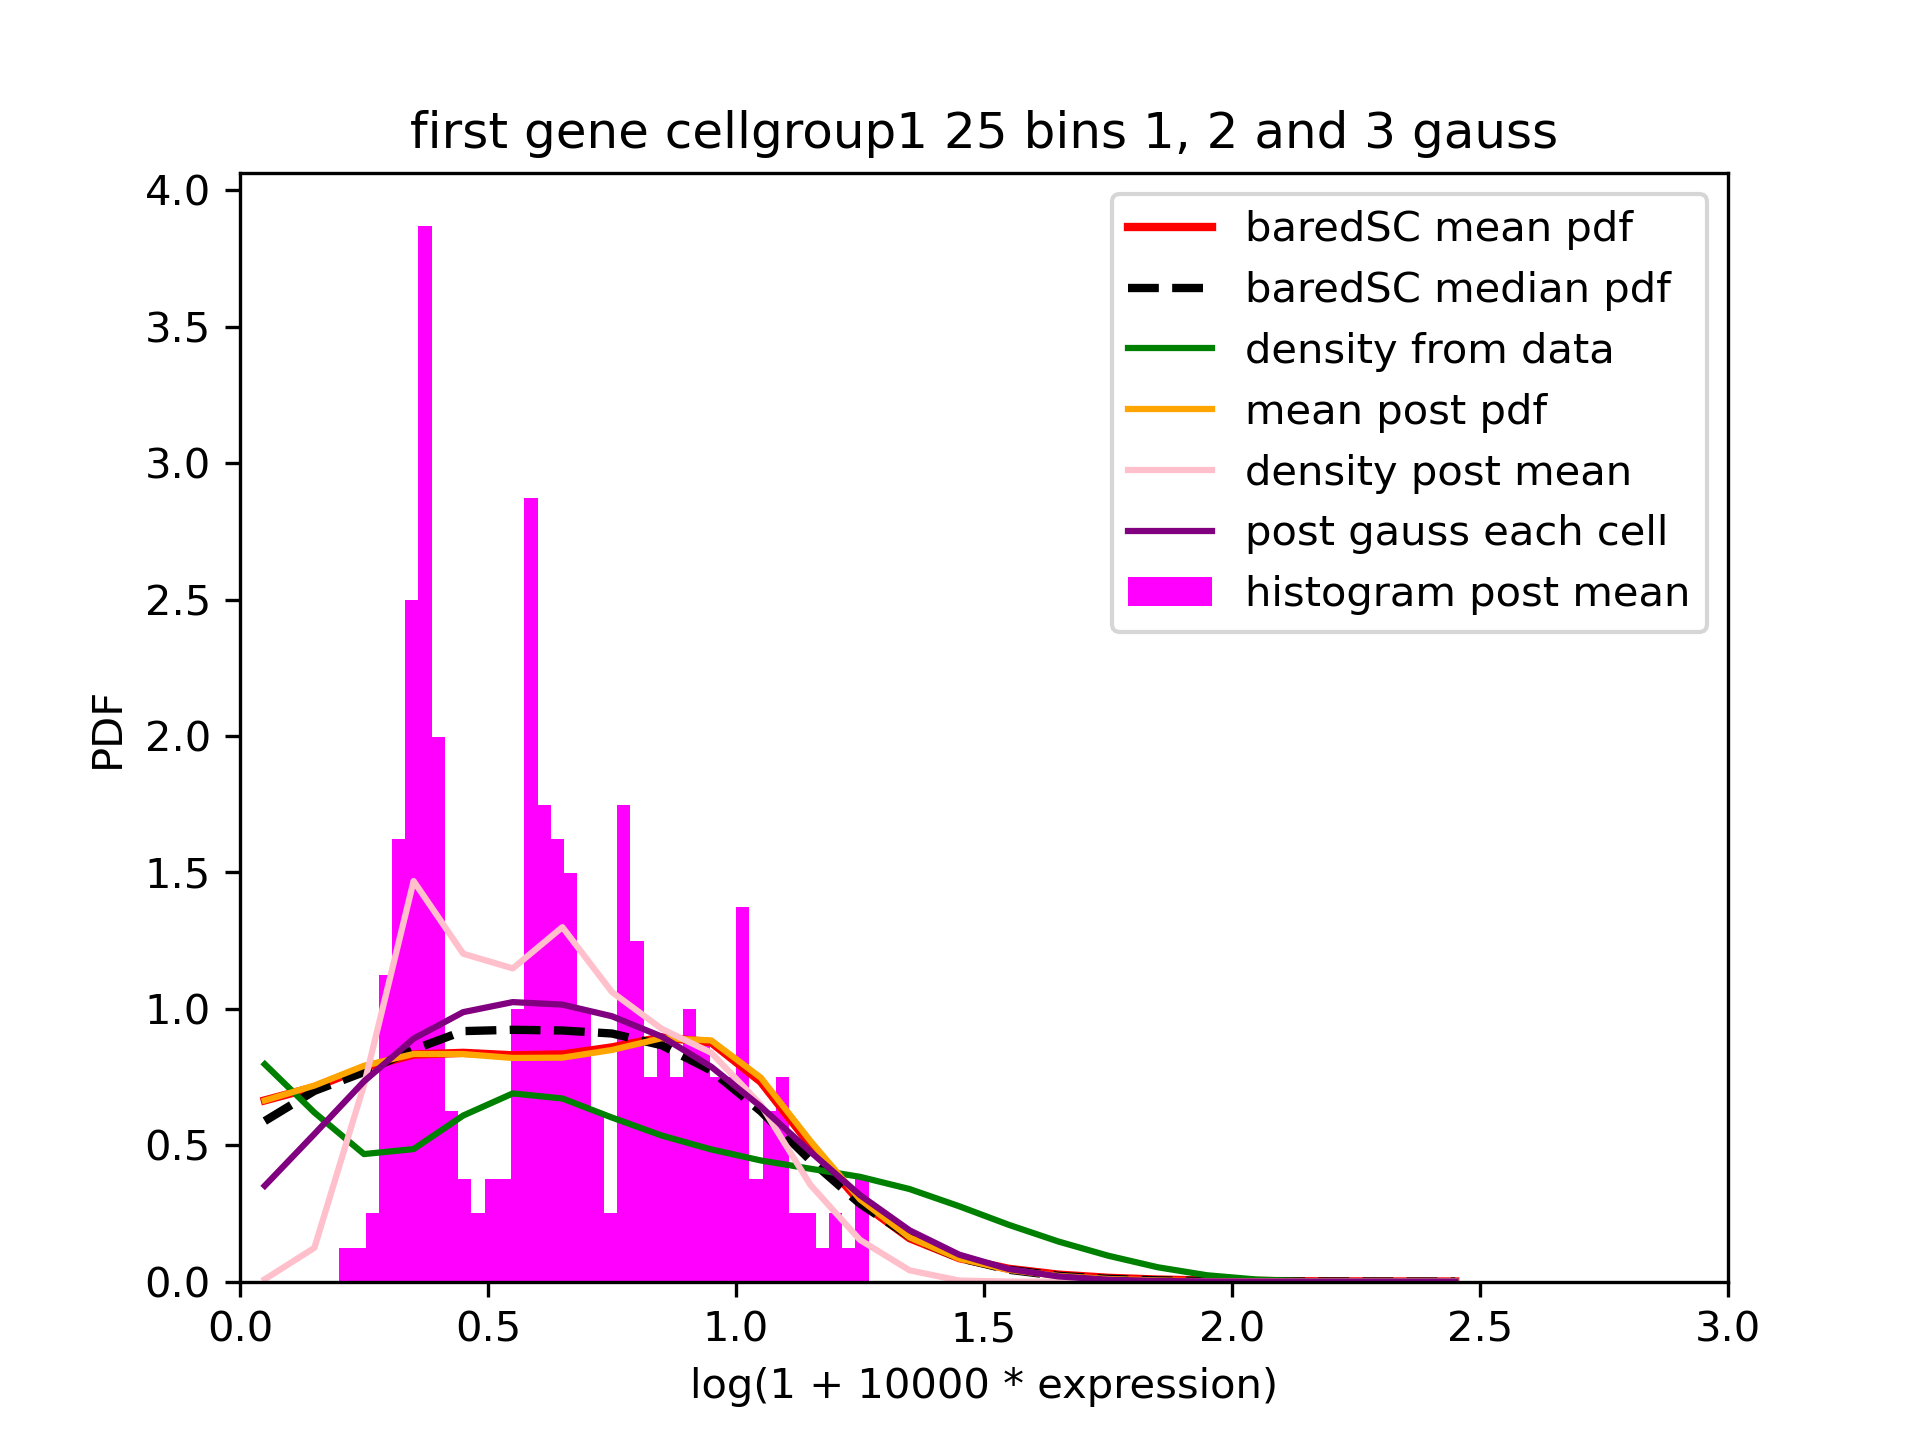 first gene cellgroup1 25 bins 1, 2 and 3 gauss
4.0
3.5
3.0
2.5
2.0
1.5
1.0
0.5
0.0
PDF
baredSC mean pdf
baredSC median pdf
density from data
mean post pdf
density post mean
post gauss each cell
histogram post mean
0.0 0.5 1.0 1.5 2.0 2.5 3.0
log(1 + 10000 * expression)